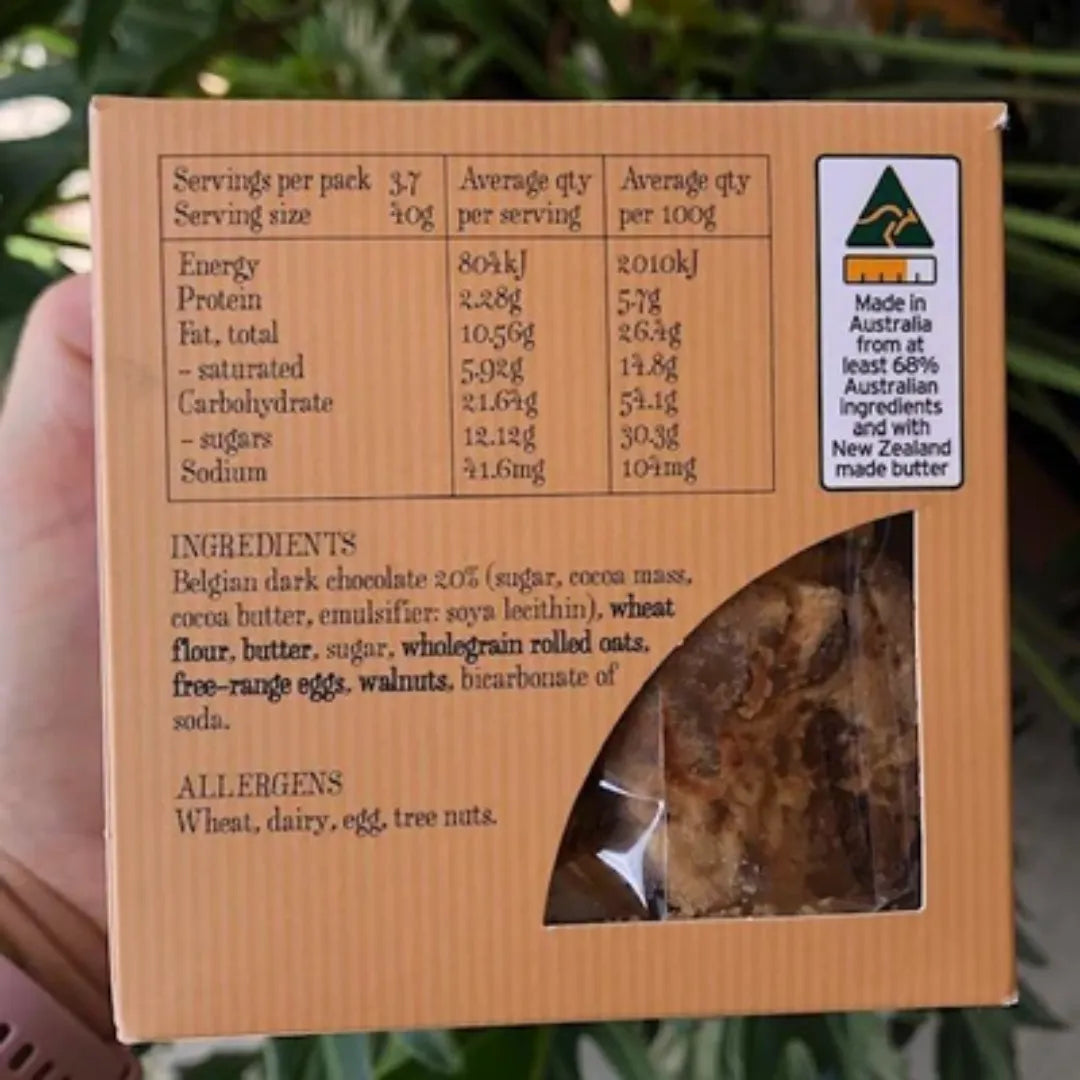 Servings per pack 3.7 Average qty Average qty
Serving size 40g per serving per 100g
Energy 804kJ 2010kJ
Protein 2.28g 5.7g
Fat, total 10.56g 26.4g
– saturated 5.92g 14.8g
Carbohydrate 21.64g 54.1g
– sugars 12.12g 30.3g
Sodium 41.6mg 104mg
Made in
Australia
from at
least 68%
Australian
ingredients
and with
New Zealand
made butter
INGREDIENTS
Belgian dark chocolate 20% (sugar, cocoa mass,
cocoa butter, emulsifier: soya lecithin), wheat
flour, butter, sugar, wholegrain rolled oats,
free-range eggs, walnuts, bicarbonate of
soda.
ALLERGENS
Wheat, dairy, egg, tree nuts.